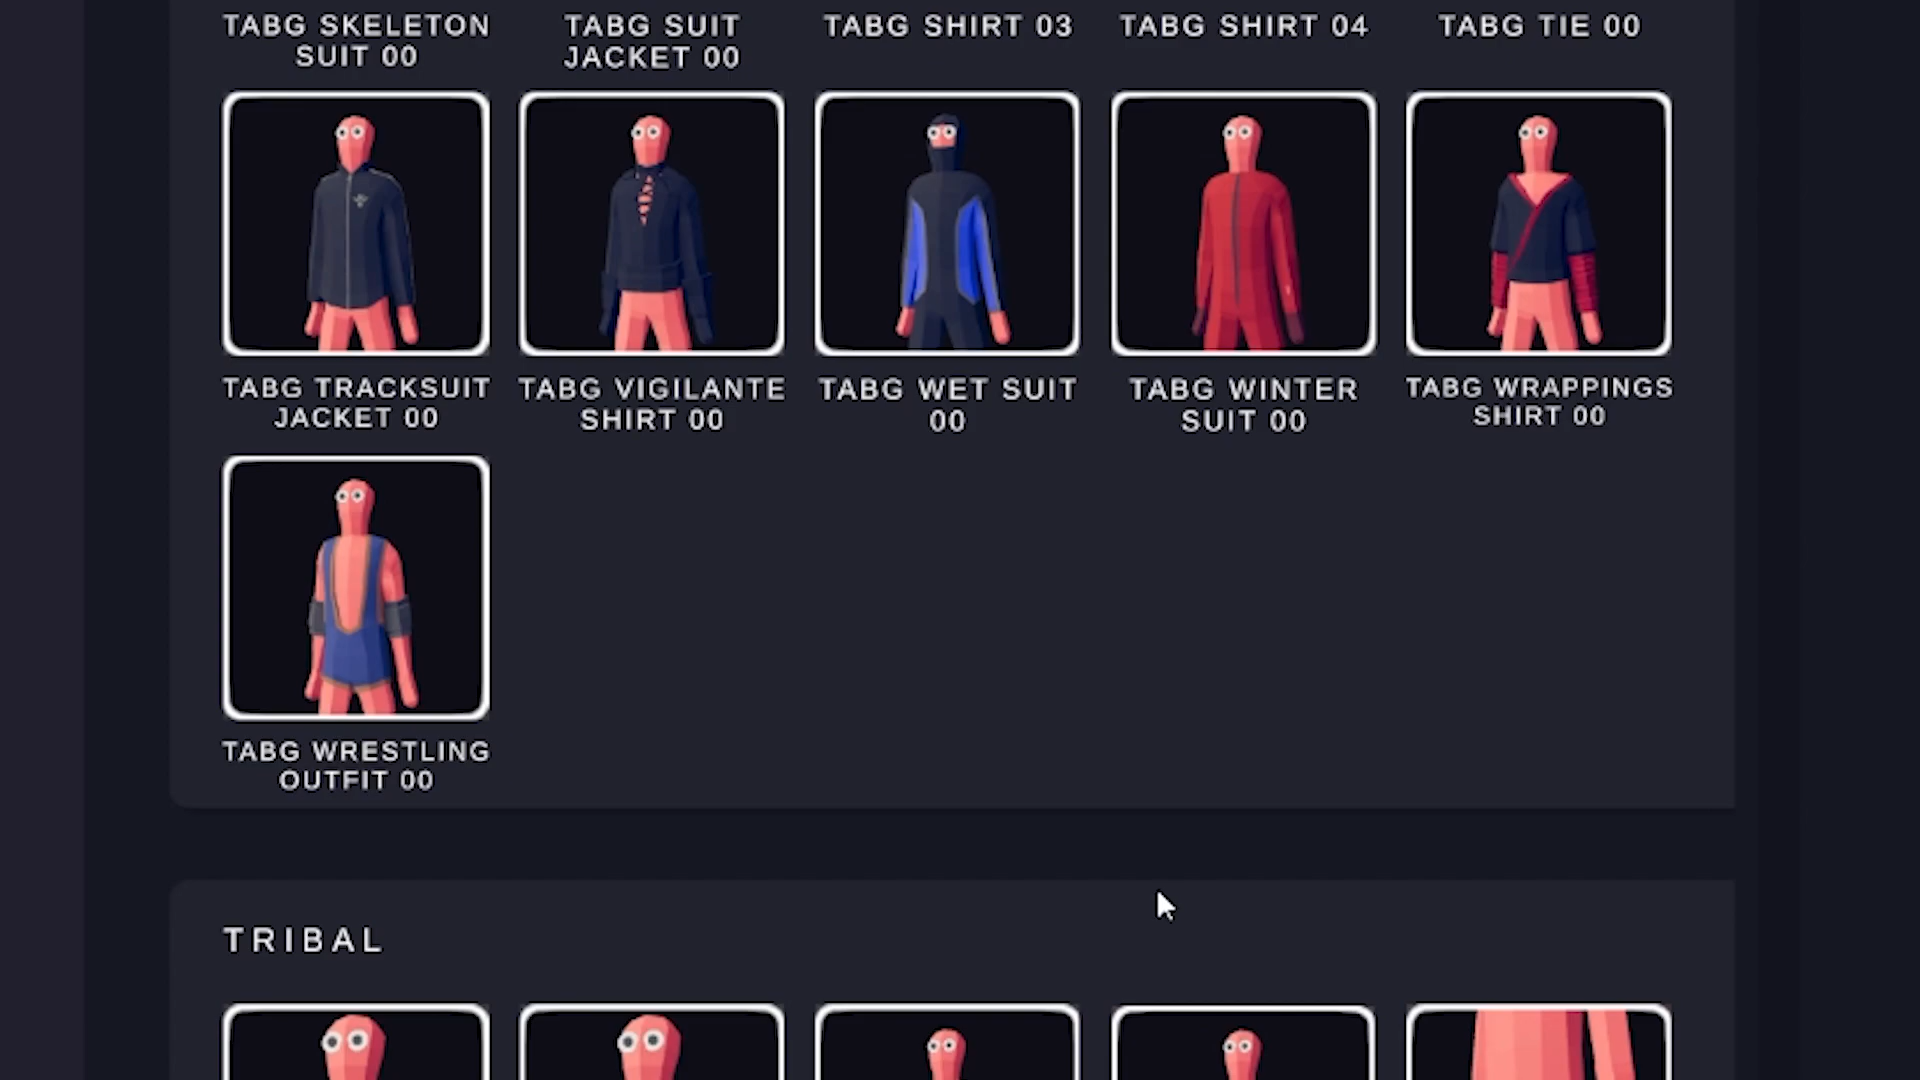 TABG SKELETON
SUIT 00
TABG SUIT
JACKET 00
TABG SHIRT 03
TABG SHIRT 04
TABG TIE 00
TABG TRACKSUIT
JACKET 00
TABG VIGILANTE
SHIRT 00
TABG WET SUIT
00
TABG WINTER
SUIT 00
TABG WRAPPINGS
SHIRT 00
TABG WRESTLING
OUTFIT 00
TRIBAL